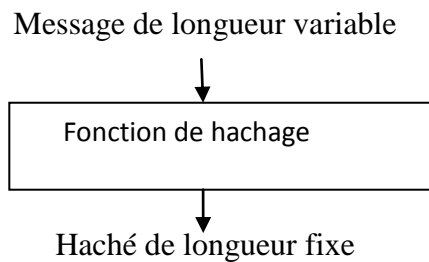 Message de longueur variable
Fonction de hachage
Haché de longueur fixe